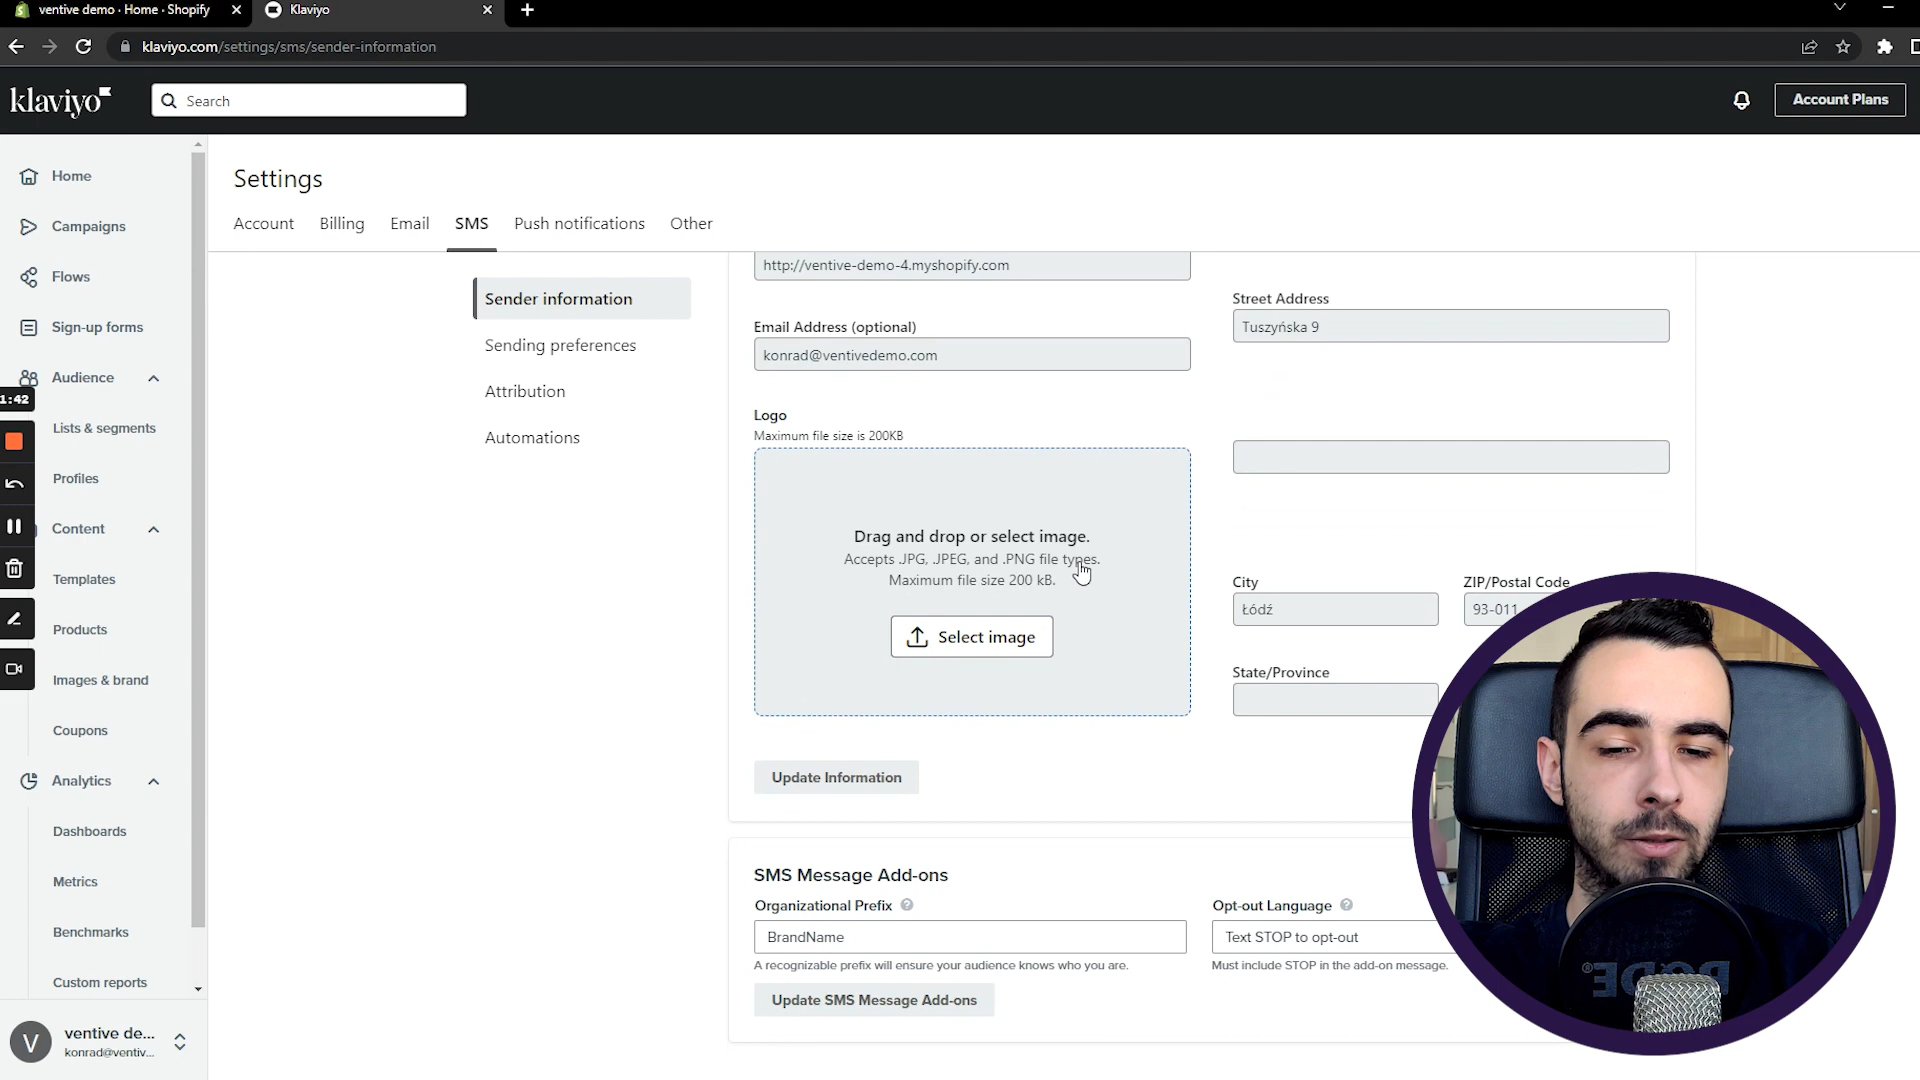 ventive demo · Home · Shopify
Klaviyo
klaviyo.com/settings/sms/sender-information
klaviyo
Search
Account Plans
Home
Campaigns
Flows
Sign-up forms
Audience
1:42
Lists & segments
Profiles
Content
Templates
Products
Images & brand
Coupons
Analytics
Dashboards
Metrics
Benchmarks
Custom reports
V
ventive de...
konrad@ventiv...
Settings
Account Billing Email SMS Push notifications Other
Sender information
Sending preferences
Attribution
Automations
http://ventive-demo-4.myshopify.com
Email Address (optional)
konrad@ventivedemo.com
Logo
Maximum file size is 200KB
Drag and drop or select image.
Accepts .JPG, .JPEG, and .PNG file types.
Maximum file size 200 kB.
Select image
Update Information
Street Address
Tuszyńska 9
City
Łódź
ZIP/Postal Code
93-011
State/Province
SMS Message Add-ons
Organizational Prefix
BrandName
A recognizable prefix will ensure your audience knows who you are.
Update SMS Message Add-ons
Opt-out Language
Text STOP to opt-out
Must include STOP in the add-on message.
RØDE